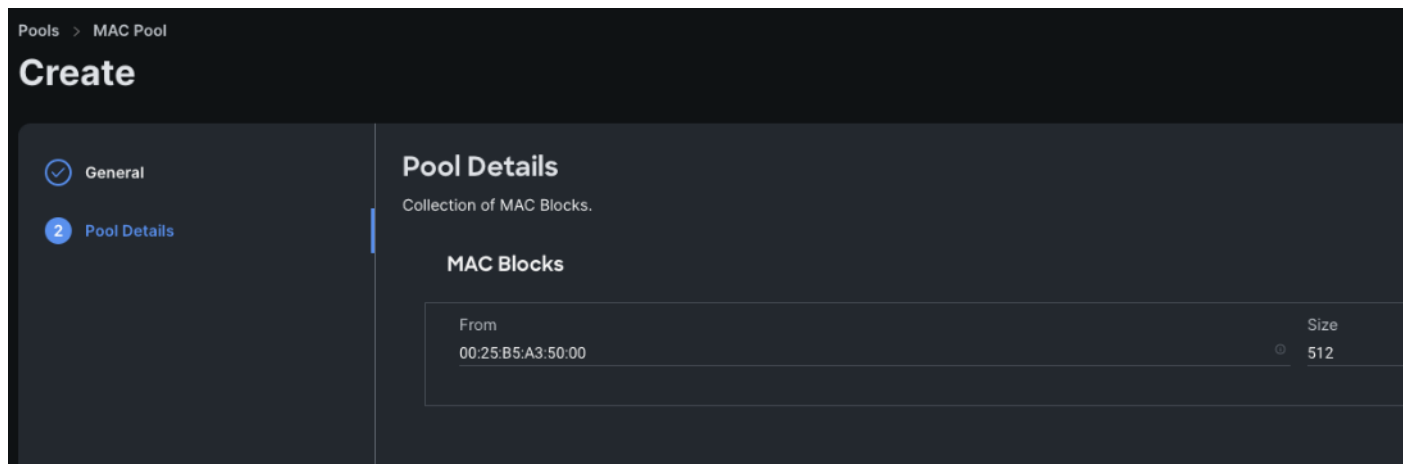 Pools > MAC Pool
Create
General
2 Pool Details
Pool Details
Collection of MAC Blocks.
MAC Blocks
From
00:25:B5:A3:50:00
Size
512